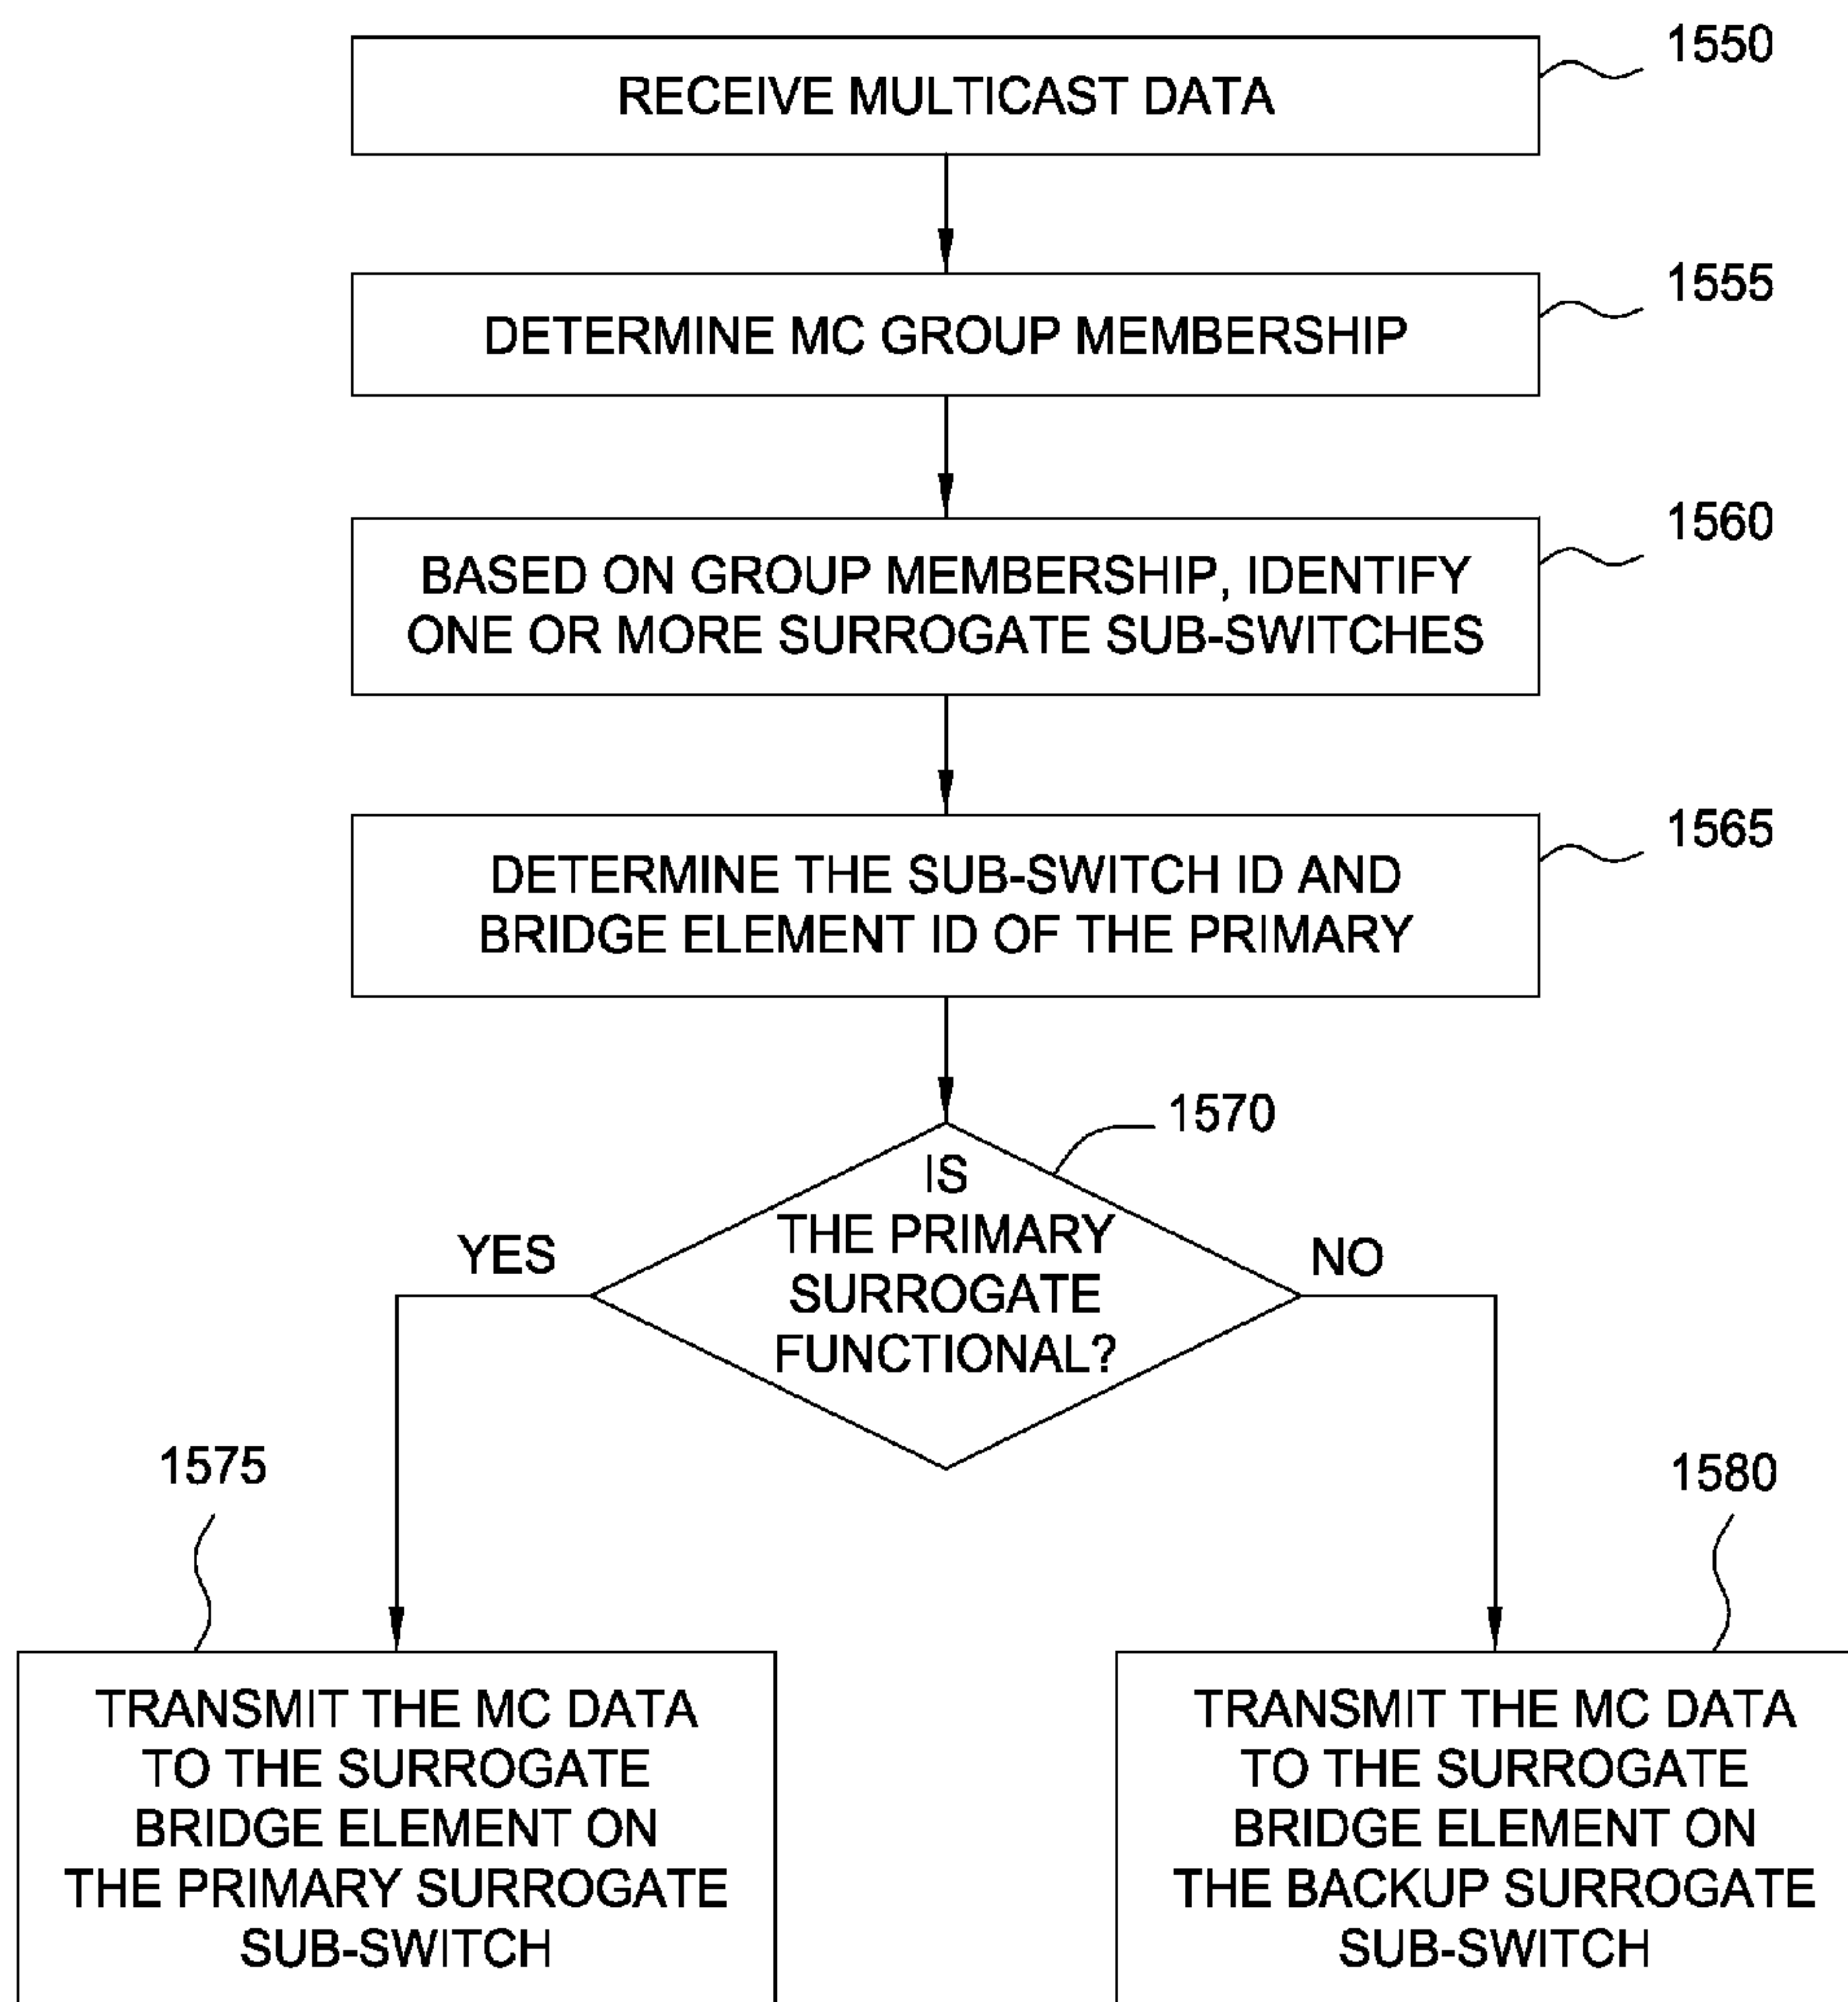 RECEIVE MULTICAST DATA
1550
DETERMINE MC GROUP MEMBERSHIP
1555
BASED ON GROUP MEMBERSHIP, IDENTIFY
ONE OR MORE SURROGATE SUB-SWITCHES
1560
DETERMINE THE SUB-SWITCH ID AND
BRIDGE ELEMENT ID OF THE PRIMARY
1565
1570
IS
THE PRIMARY
SURROGATE
FUNCTIONAL?
YES
NO
1575
TRANSMIT THE MC DATA
TO THE SURROGATE
BRIDGE ELEMENT ON
THE PRIMARY SURROGATE
SUB-SWITCH
1580
TRANSMIT THE MC DATA
TO THE SURROGATE
BRIDGE ELEMENT ON
THE BACKUP SURROGATE
SUB-SWITCH